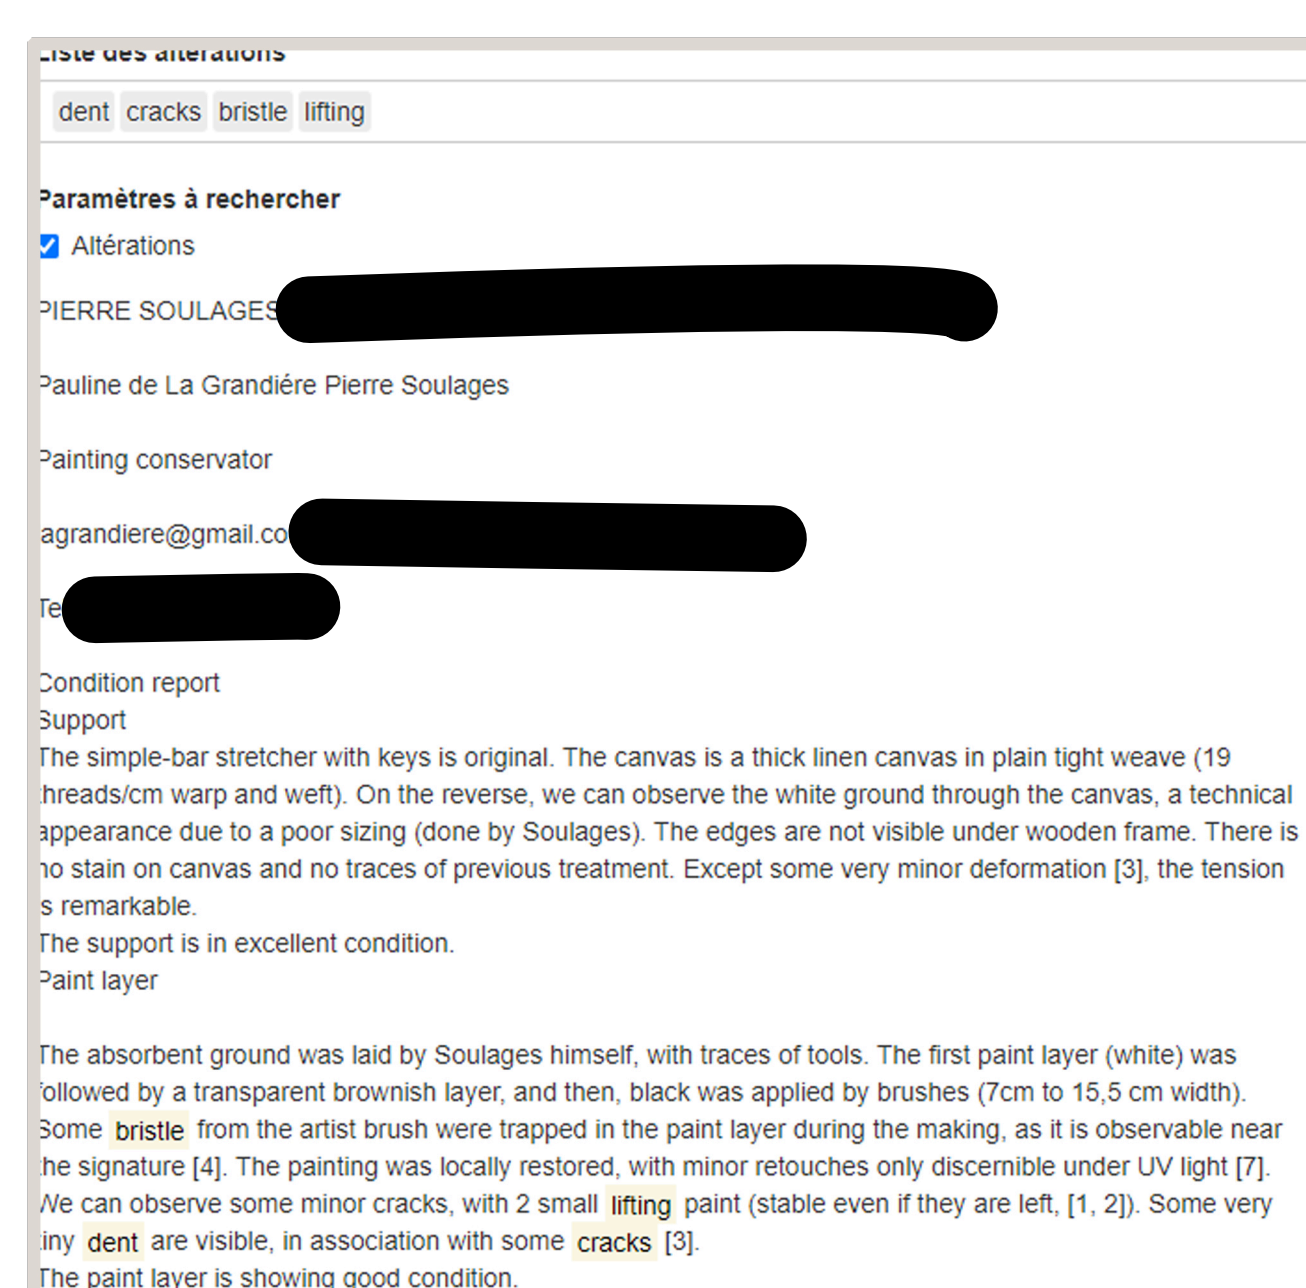 Liste des altérations
dent cracks bristle lifting
Paramètres à rechercher
Altérations
PIERRE SOULAGES
Pauline de La Grandiére Pierre Soulages
Painting conservator
agrandiere@gmail.co
Te
Condition report
Support
The simple-bar stretcher with keys is original. The canvas is a thick linen canvas in plain tight weave (19
threads/cm warp and weft). On the reverse, we can observe the white ground through the canvas, a technical
appearance due to a poor sizing (done by Soulages). The edges are not visible under wooden frame. There is
no stain on canvas and no traces of previous treatment. Except some very minor deformation [3], the tension
is remarkable.
The support is in excellent condition.
Paint layer
The absorbent ground was laid by Soulages himself, with traces of tools. The first paint layer (white) was
followed by a transparent brownish layer, and then, black was applied by brushes (7cm to 15,5 cm width).
Some bristle from the artist brush were trapped in the paint layer during the making, as it is observable near
the signature [4]. The painting was locally restored, with minor retouches only discernible under UV light [7].
We can observe some minor cracks, with 2 small lifting paint (stable even if they are left, [1, 2]). Some very
tiny dent are visible, in association with some cracks [3].
The paint layer is showing good condition.